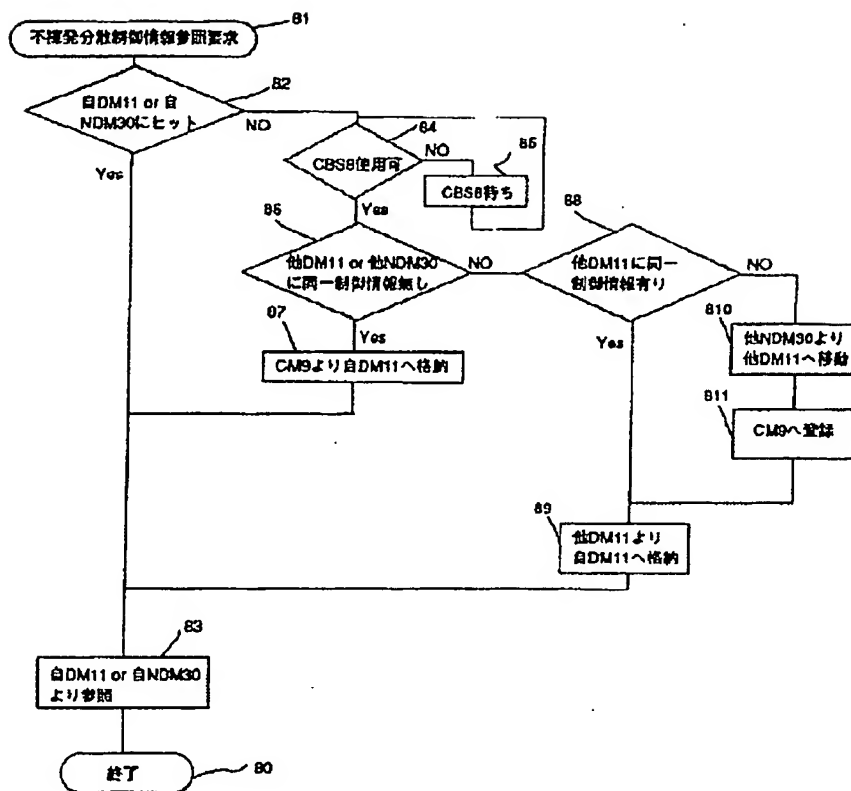 不揮発分散制御情報参照要求
81
自DM11 or 自
NDM30にヒット
82
NO
Yes
CBS8使用可
84
NO
CBS8待ち
85
Yes
86
他DM11 or 他NDM30
に同一制御情報無し
NO
88
他DM11に同一
制御情報有り
NO
87
Yes
CM9より自DM11へ格納
Yes
810
他NDM30より
他DM11へ移動
811
CM9へ登録
89
他DM11より
自DM11へ格納
83
自DM11 or 自NDM30
より参照
終了
80